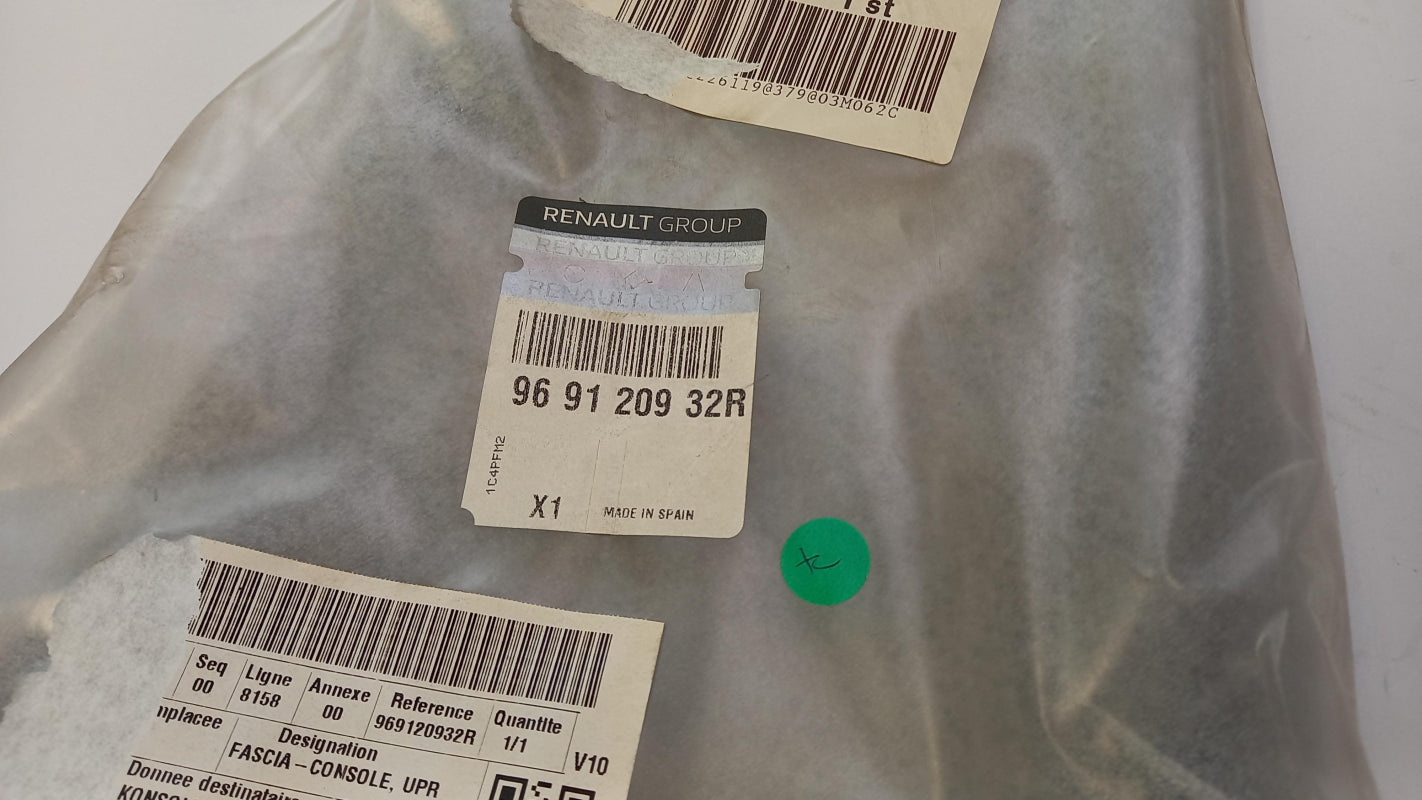 1 st
226119@379@03M062C
RENAULT GROUP
RENAULT GROUP
RENAULT GROUP
96 91 209 32R
1C4PFM2
X1
MADE IN SPAIN
Seq
00
Ligne
8158
Annexe
00
Reference
969120932R
Quantite
1/1
mplacee
Designation
FASCIA-CONSOLE, UPR
V10
Donnee destinataire